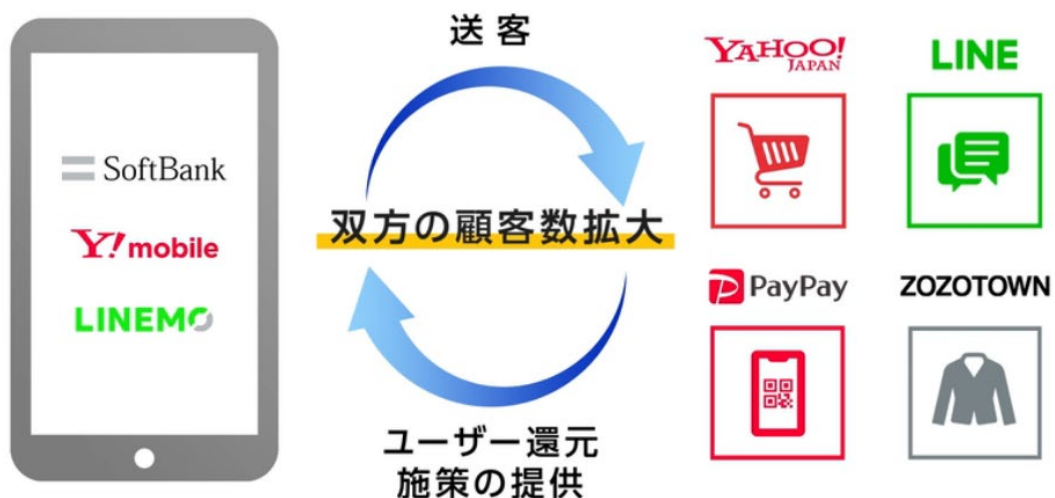 SoftBank
Y!mobile
LINEMO
送客
双方の顧客数拡大
ユーザー還元
施策の提供
YAHOO!
JAPAN
LINE
PayPay
ZOZOTOWN